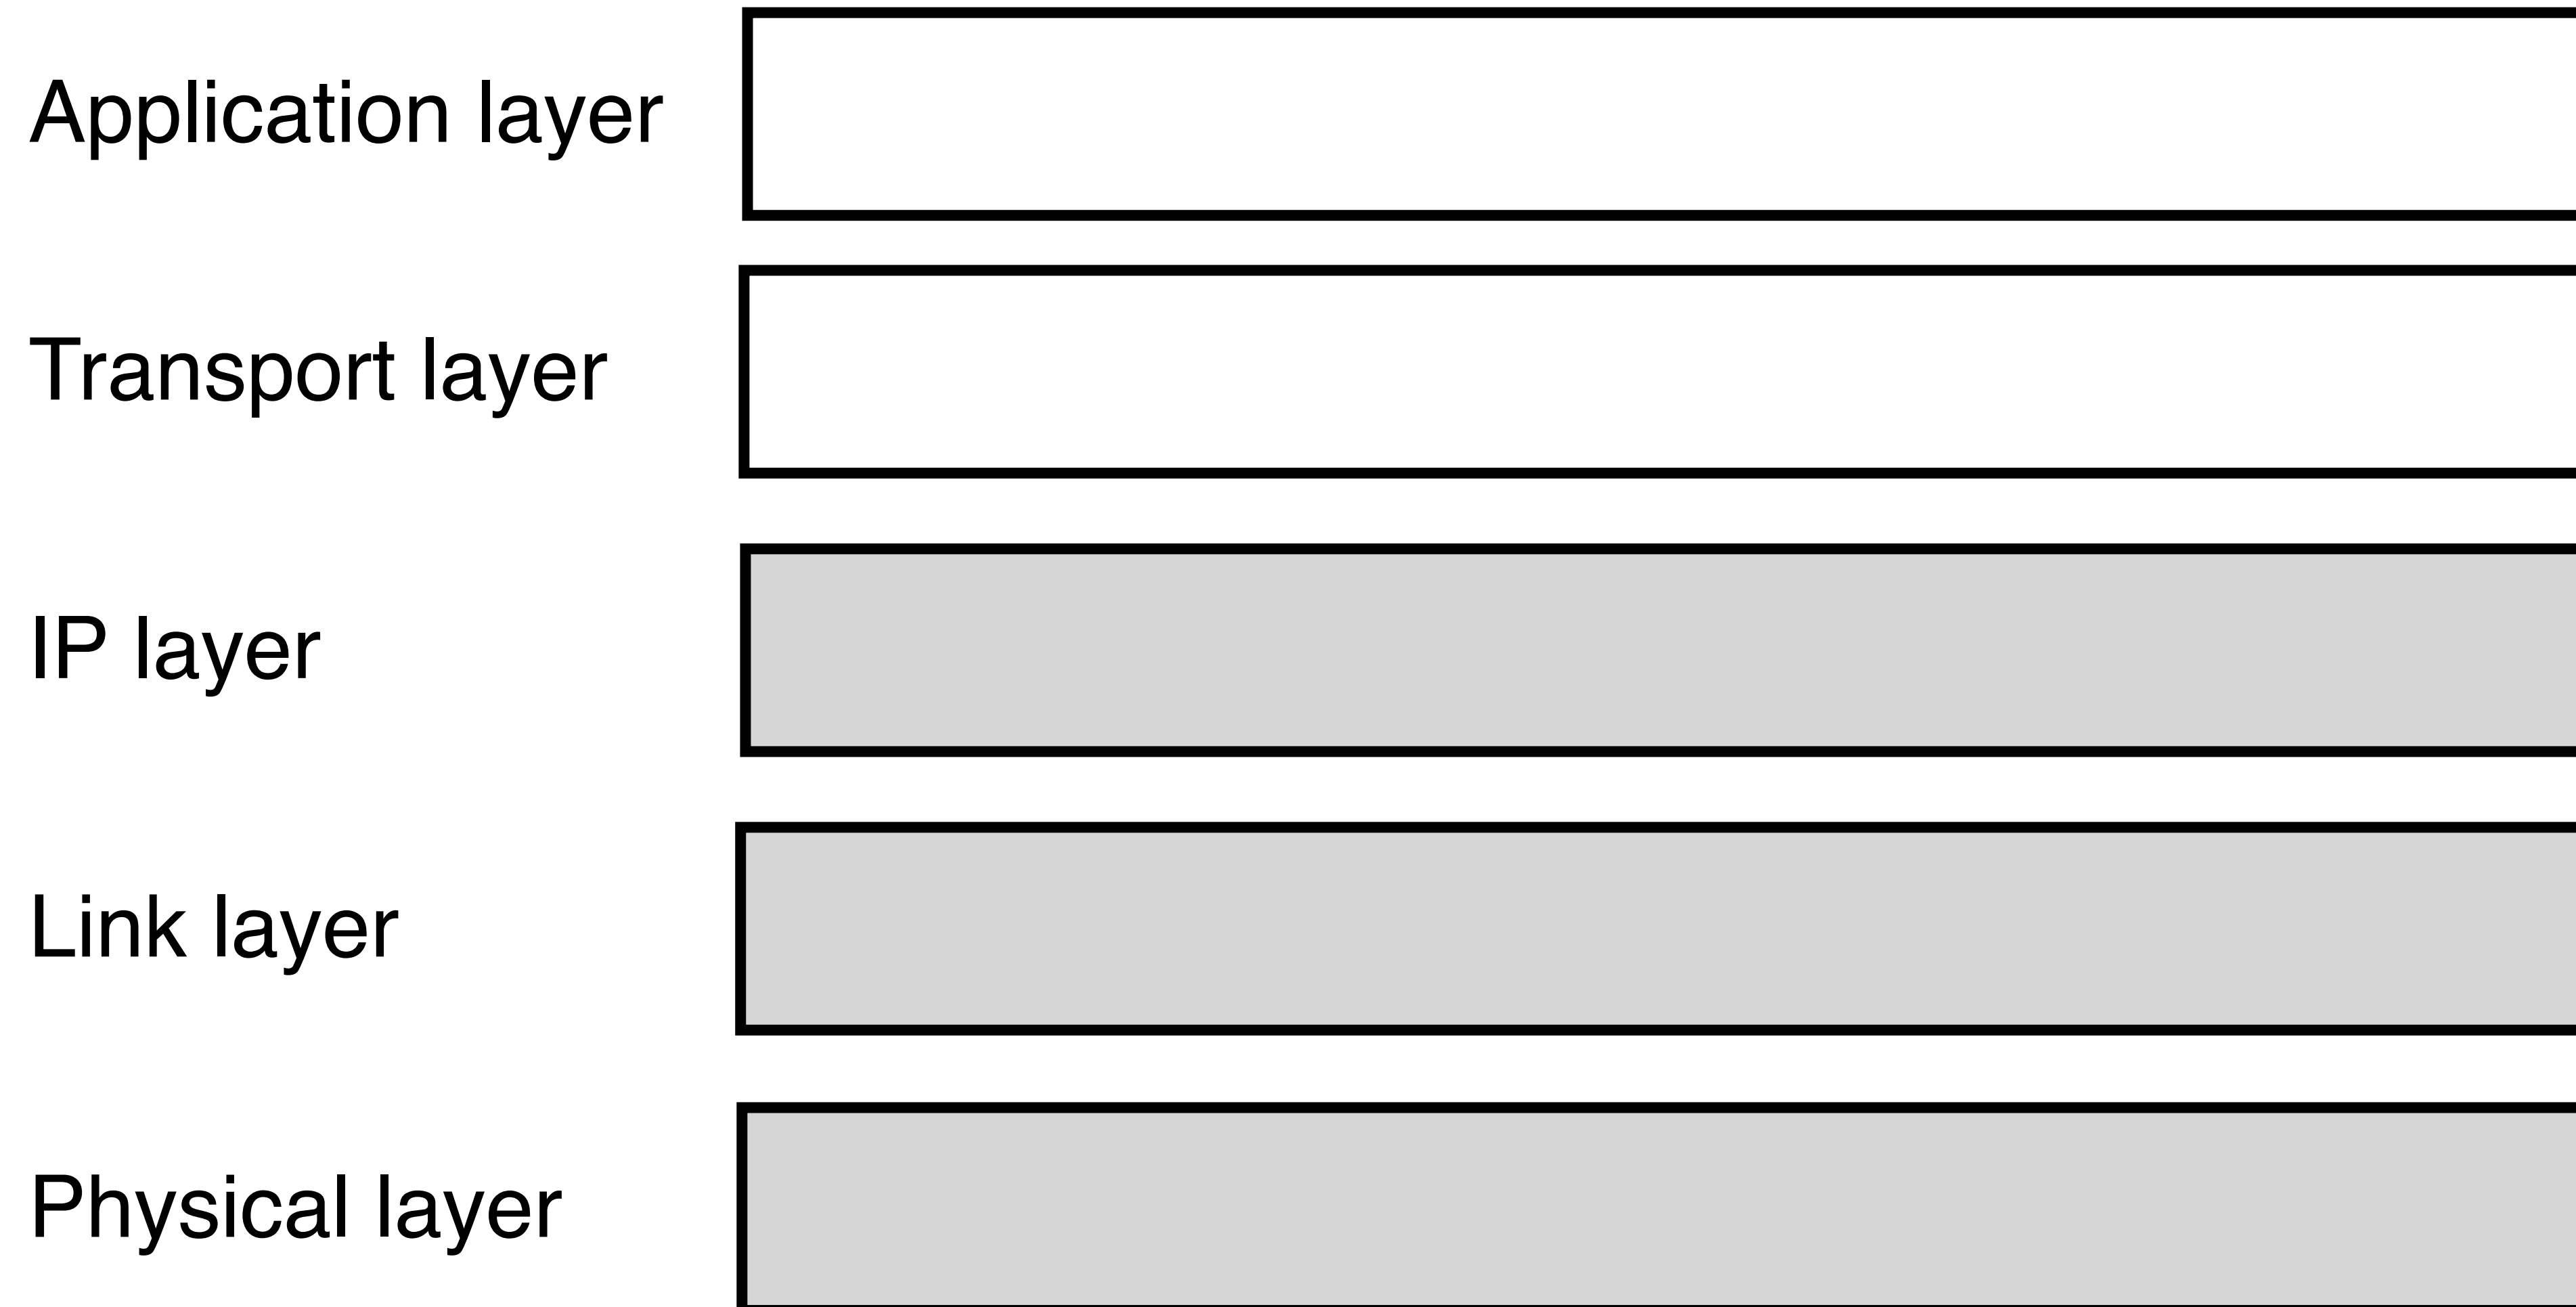 Application layer
Transport layer
IP layer
Link layer
Physical layer